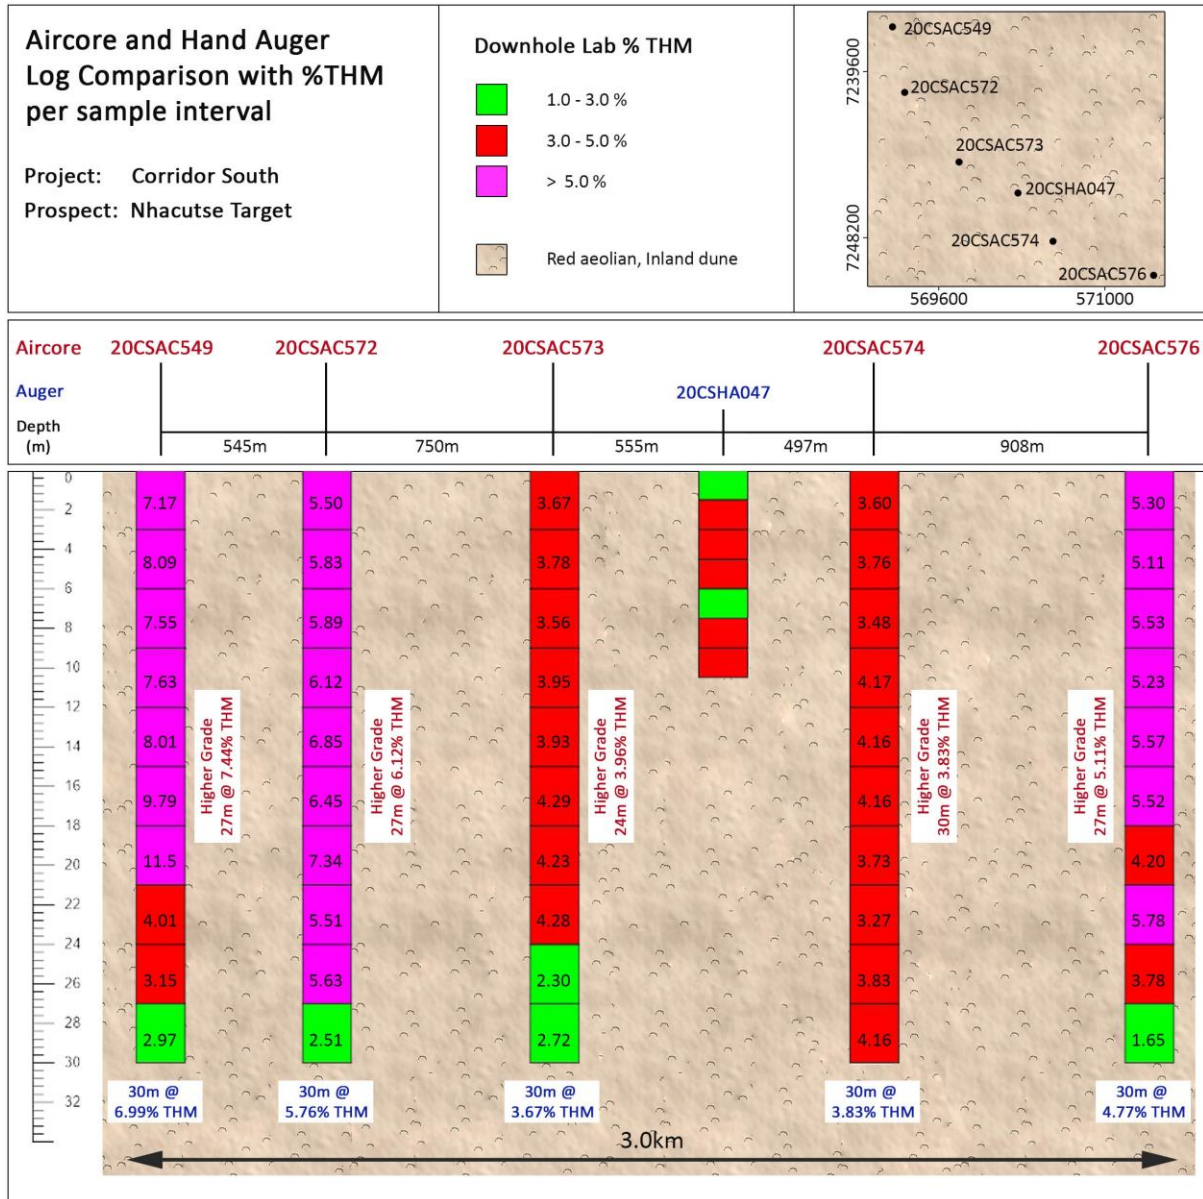 Aircore and Hand Auger
Log Comparison with %THM
per sample interval
Project: Corridor South
Prospect: Nhacutse Target
Downhole Lab % THM
1.0 - 3.0 %
3.0 - 5.0 %
> 5.0 %
Red aeolian, Inland dune
20CSAC549
7239600
20CSAC572
20CSAC573
20CSHA047
7248200
20CSAC574
20CSAC576
569600 571000
Aircore 20CSAC549 20CSAC572 20CSAC573 20CSAC574 20CSAC576
Auger 20CSHA047
Depth
(m)
545m 750m 555m 497m 908m
0
7.17 5.50 3.67 3.60 5.30
2
4
8.09 5.83 3.78 3.76 5.11
6
7.55 5.89 3.56 3.48 5.53
8
10
7.63 6.12 3.95 4.17 5.23
12
8.01 6.85 3.93 4.16 5.57
14
16
9.79 6.45 4.29 4.16 5.52
18
11.5 7.34 4.23 3.73 4.20
20
22
4.01 5.51 4.28 3.27 5.78
24
3.15 5.63 2.30 3.83 3.78
26
28
2.97 2.51 2.72 4.16 1.65
30
32
Higher Grade
27m @ 7.44% THM
Higher Grade
27m @ 6.12% THM
Higher Grade
24m @ 3.96% THM
Higher Grade
30m @ 3.83% THM
Higher Grade
27m @ 5.11% THM
30m @
6.99% THM
30m @
5.76% THM
30m @
3.67% THM
30m @
3.83% THM
30m @
4.77% THM
3.0km